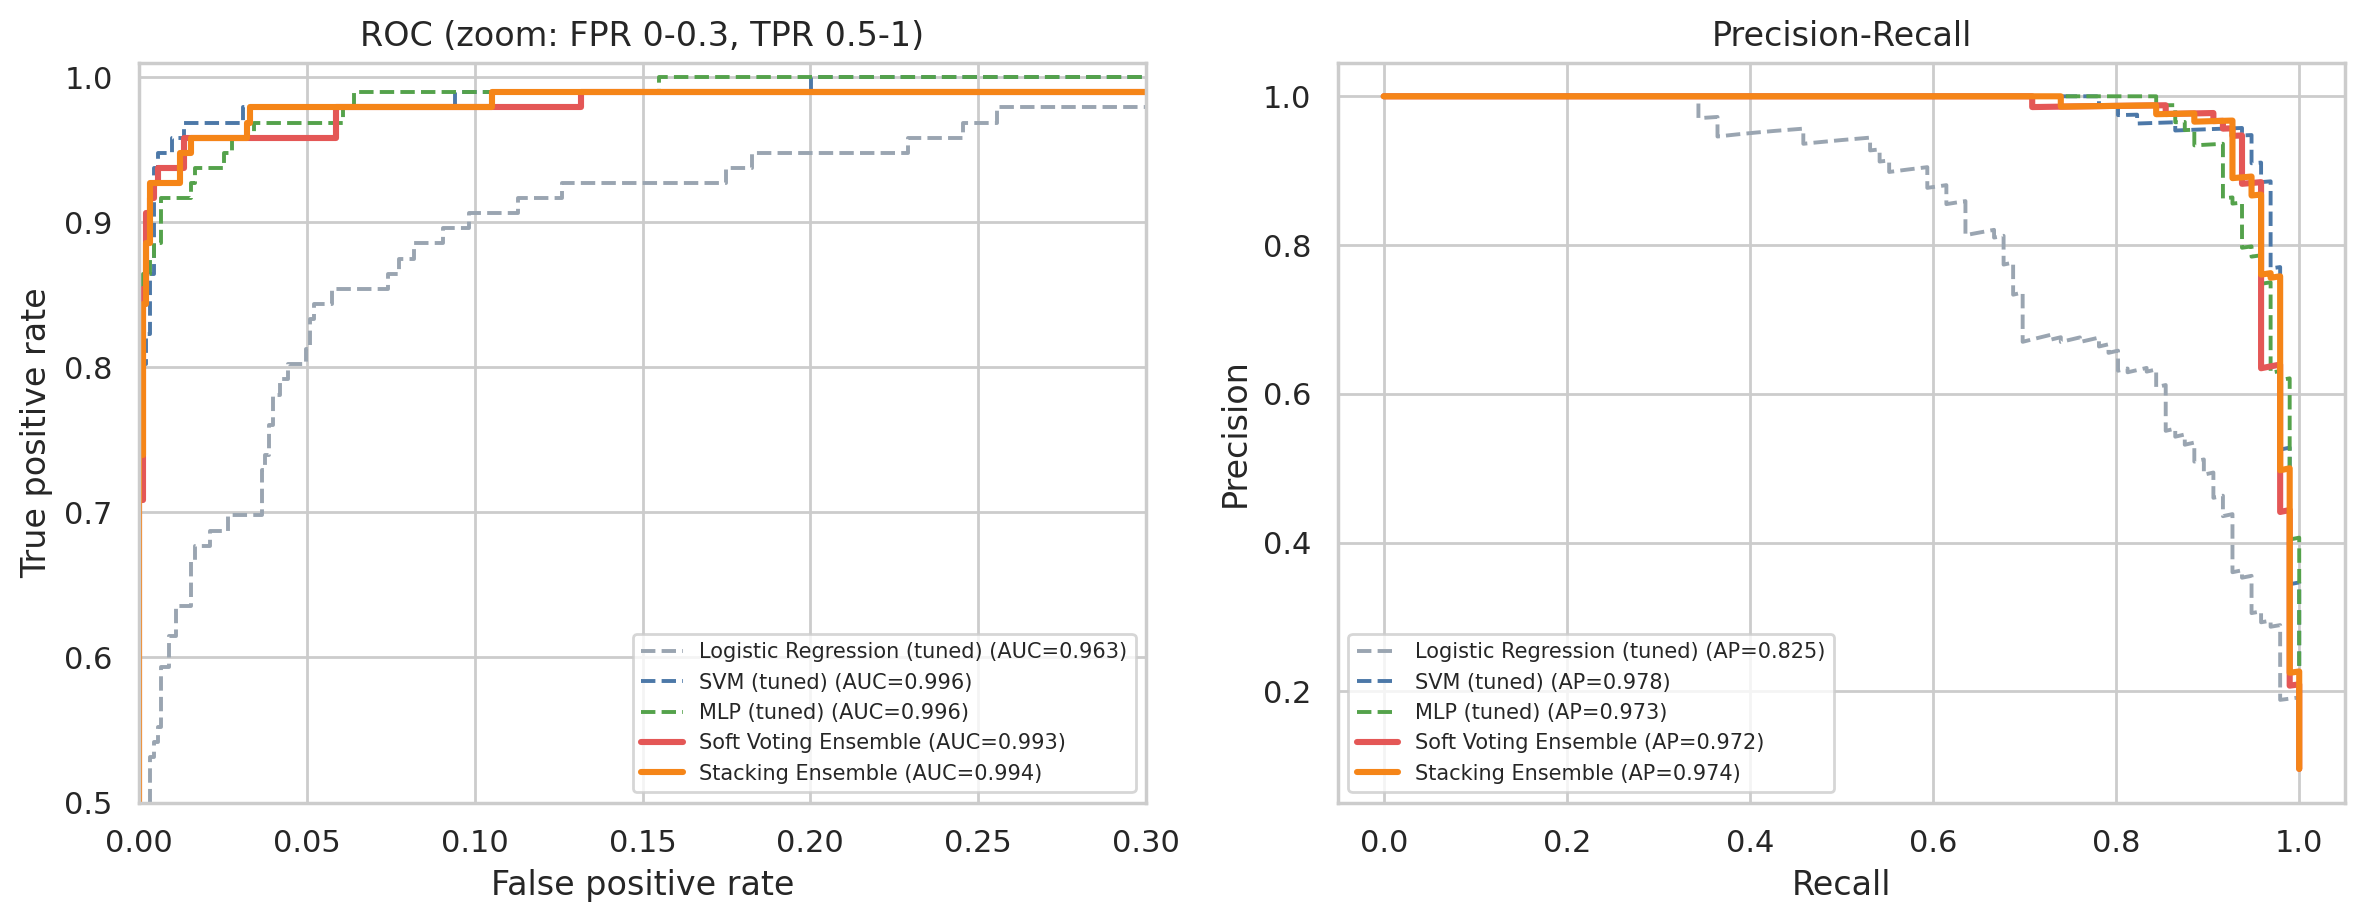 ROC (zoom: FPR 0-0.3, TPR 0.5-1)
True positive rate
1.0
0.9
0.8
0.7
0.6
0.5
0.00 0.05 0.10 0.15 0.20 0.25 0.30
False positive rate
Logistic Regression (tuned) (AUC=0.963)
SVM (tuned) (AUC=0.996)
MLP (tuned) (AUC=0.996)
Soft Voting Ensemble (AUC=0.993)
Stacking Ensemble (AUC=0.994)
Precision-Recall
Precision
1.0
0.8
0.6
0.4
0.2
0.0 0.2 0.4 0.6 0.8 1.0
Recall
Logistic Regression (tuned) (AP=0.825)
SVM (tuned) (AP=0.978)
MLP (tuned) (AP=0.973)
Soft Voting Ensemble (AP=0.972)
Stacking Ensemble (AP=0.974)